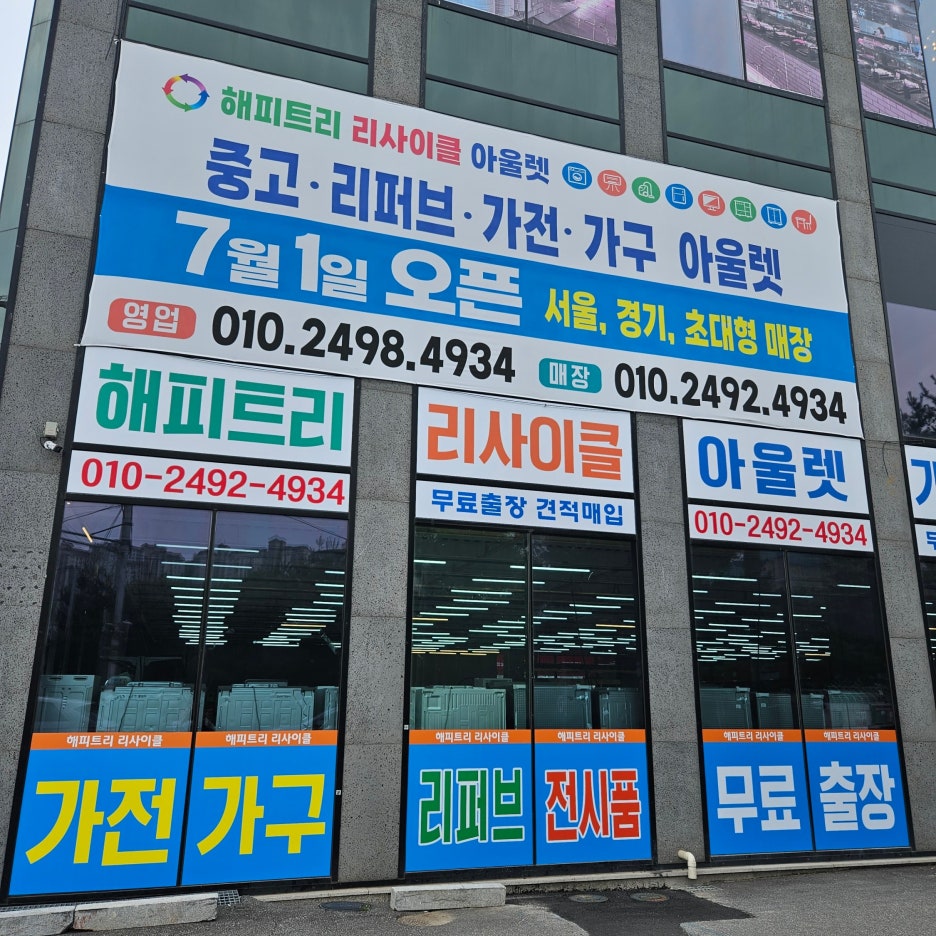 해피트리 리사이클 아울렛
중고·리퍼브·가전·가구 아울렛
7월 1일 오픈 서울, 경기, 초대형 매장
영업 010.2498.4934 매장 010.2492.4934
해피트리 리사이클 아울렛
010-2492-4934 무료출장 견적매입 010-2492-4934
해피트리 리사이클 해피트리 리사이클 해피트리 리사이클 해피트리 리사이클 해피트리 리사이클 해피트리 리사이클
가전 가구 리퍼브 전시품 무료 출장